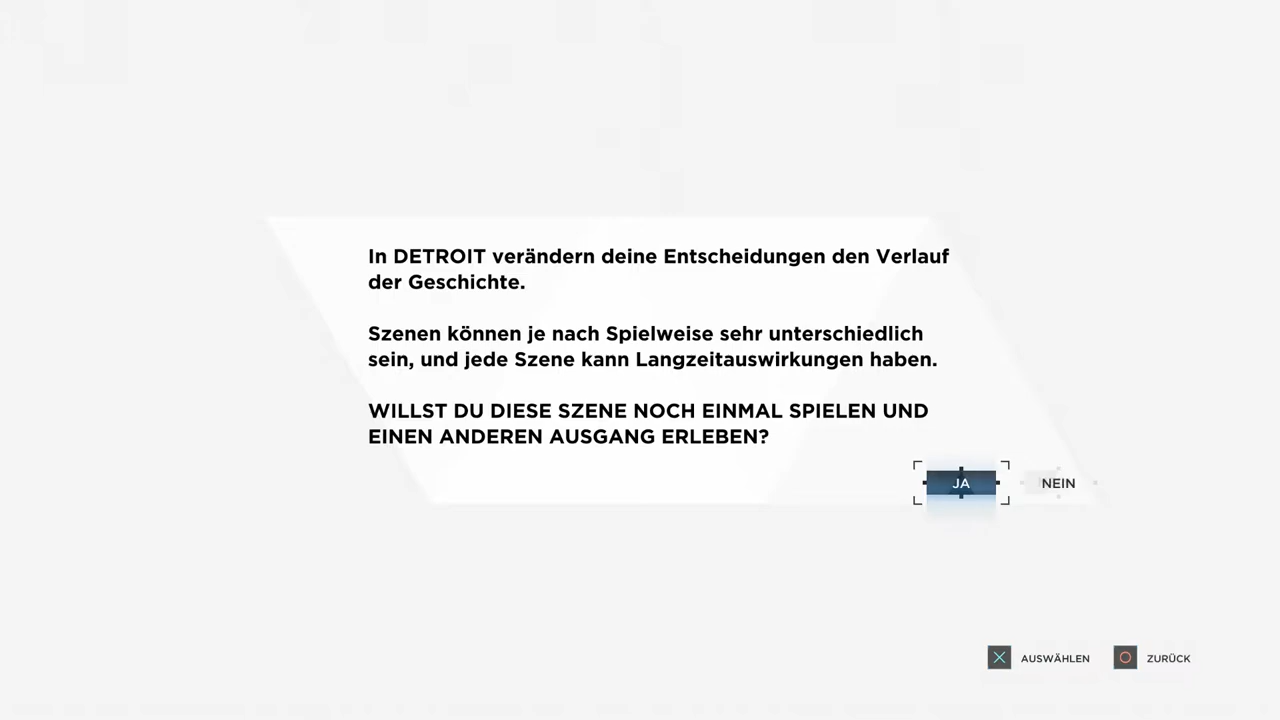 In DETROIT verändern deine Entscheidungen den Verlauf
der Geschichte.
Szenen können je nach Spielweise sehr unterschiedlich
sein, und jede Szene kann Langzeitauswirkungen haben.
WILLST DU DIESE SZENE NOCH EINMAL SPIELEN UND
EINEN ANDEREN AUSGANG ERLEBEN?
JA NEIN
AUSWÄHLEN ZURÜCK